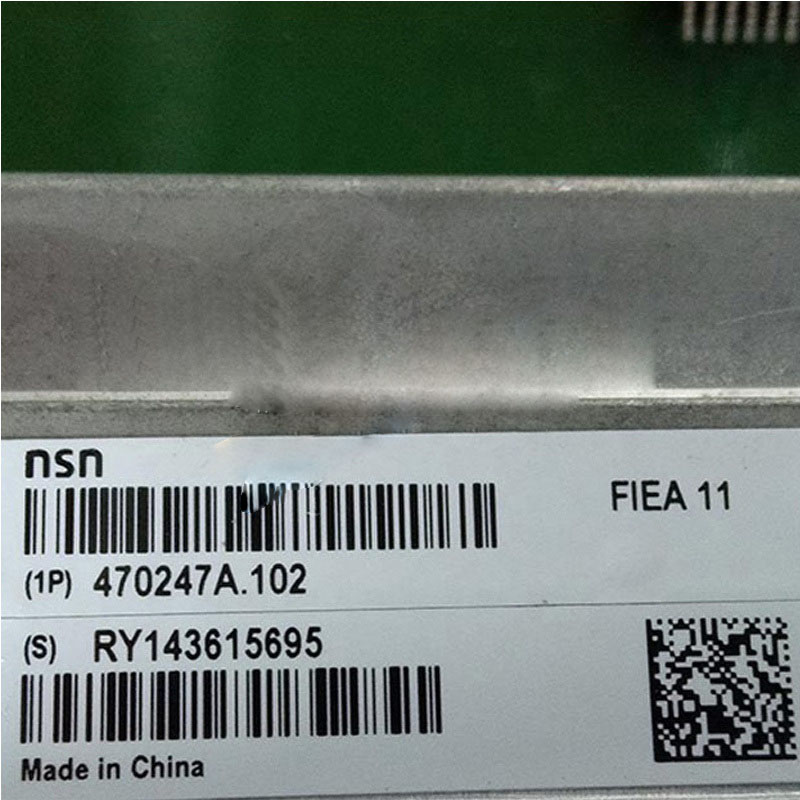 nsn
FIEA 11
(1P) 470247A.102
(S) RY143615695
Made in China